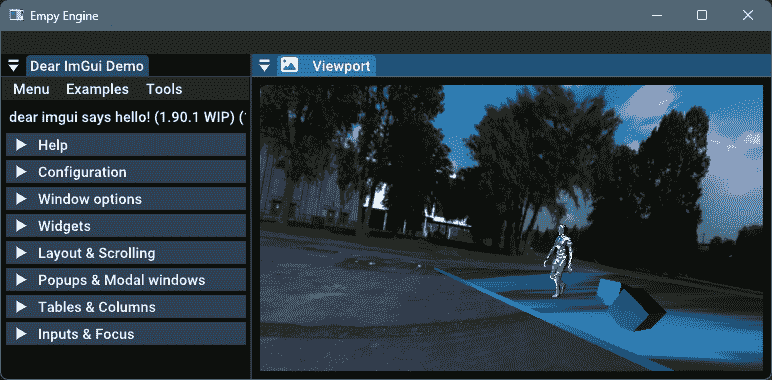 Empy Engine
Dear ImGui Demo
Menu Examples Tools
dear imgui says hello! (1.90.1 WIP) (
Help
Configuration
Window options
Widgets
Layout & Scrolling
Popups & Modal windows
Tables & Columns
Inputs & Focus
Viewport